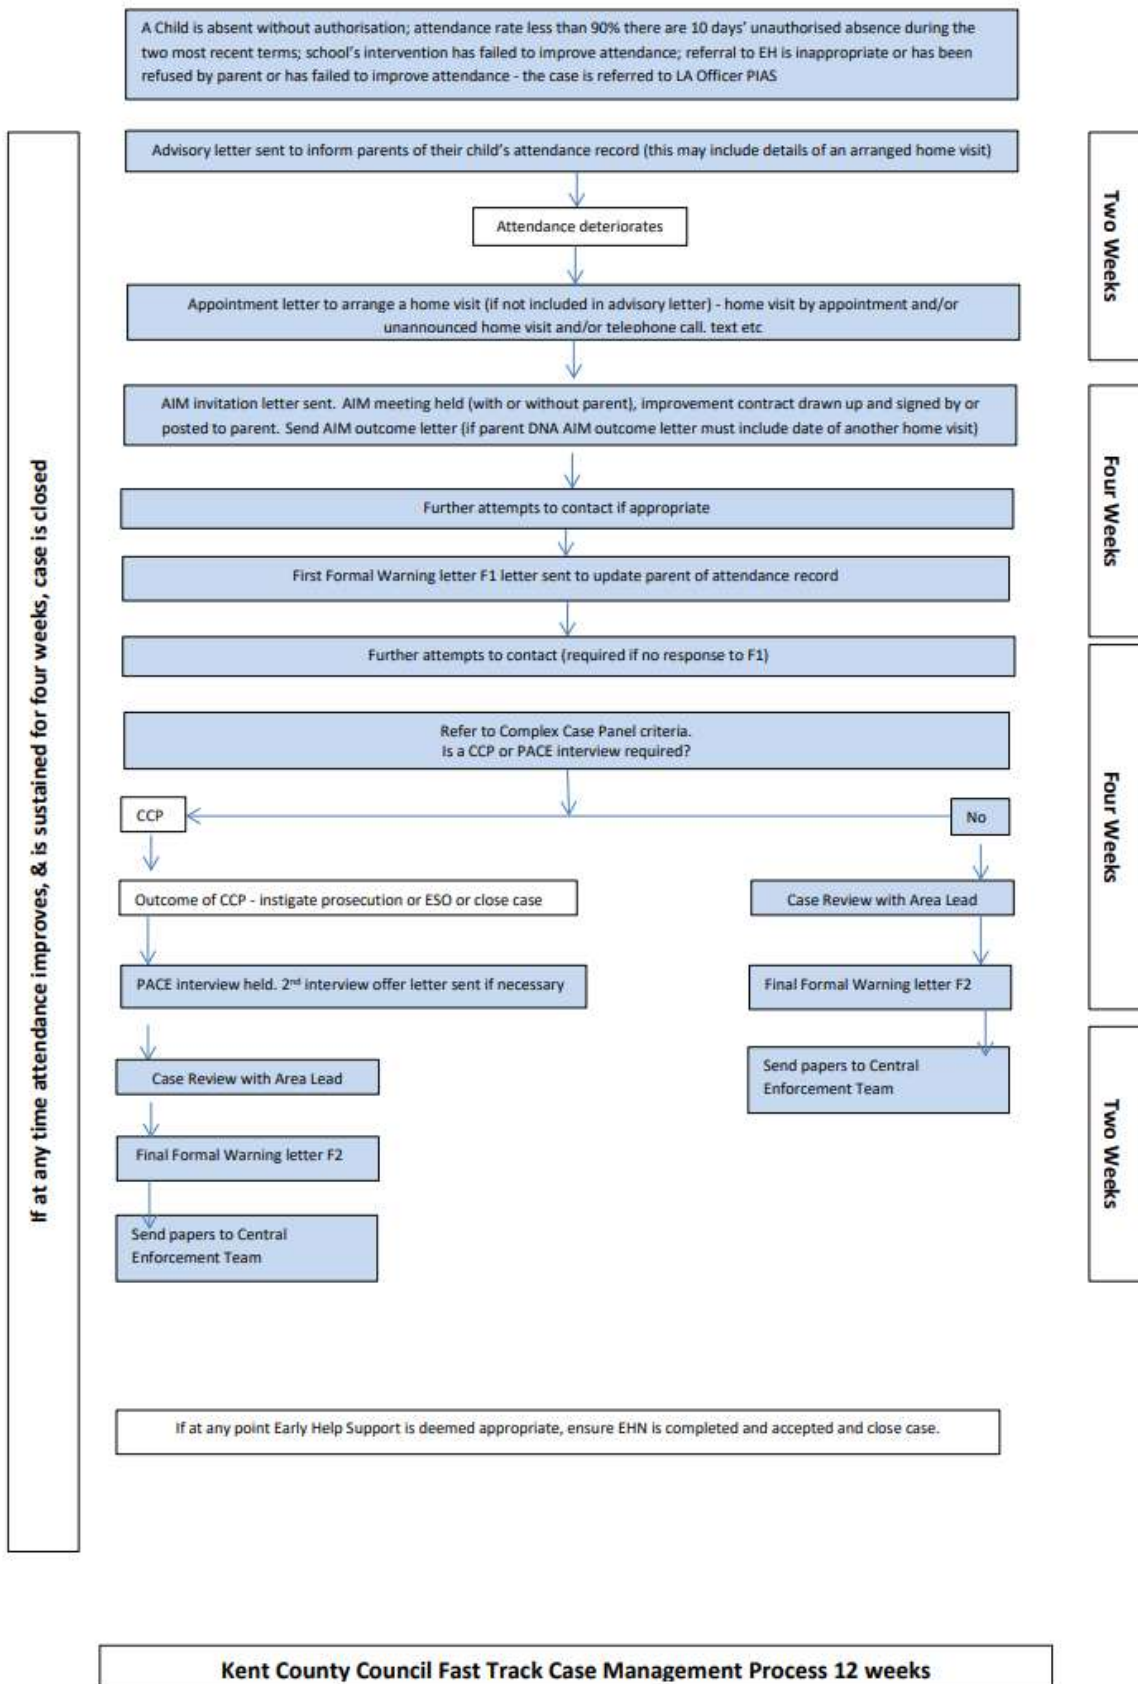 A Child is absent without authorisation; attendance rate less than 90% there are 10 days' unauthorised absence during the
two most recent terms; school's intervention has failed to improve attendance; referral to EH is inappropriate or has been
refused by parent or has failed to improve attendance - the case is referred to LA Officer PIAS
If at any time attendance improves, & is sustained for four weeks, case is closed
Advisory letter sent to inform parents of their child's attendance record (this may include details of an arranged home visit)
Two Weeks
Attendance deteriorates
Appointment letter to arrange a home visit (if not included in advisory letter) - home visit by appointment and/or
unannounced home visit and/or telephone call. text etc
AIM invitation letter sent. AIM meeting held (with or without parent), improvement contract drawn up and signed by or
posted to parent. Send AIM outcome letter (if parent DNA AIM outcome letter must include date of another home visit)
Four Weeks
Further attempts to contact if appropriate
First Formal Warning letter F1 letter sent to update parent of attendance record
Further attempts to contact (required if no response to F1)
Refer to Complex Case Panel criteria.
Is a CCP or PACE interview required?
Four Weeks
CCP
No
Outcome of CCP - instigate prosecution or ESO or close case
Case Review with Area Lead
PACE interview held. 2nd interview offer letter sent if necessary
Final Formal Warning letter F2
Case Review with Area Lead
Send papers to Central
Enforcement Team
Two Weeks
Final Formal Warning letter F2
Send papers to Central
Enforcement Team
If at any point Early Help Support is deemed appropriate, ensure EHN is completed and accepted and close case.
Kent County Council Fast Track Case Management Process 12 weeks